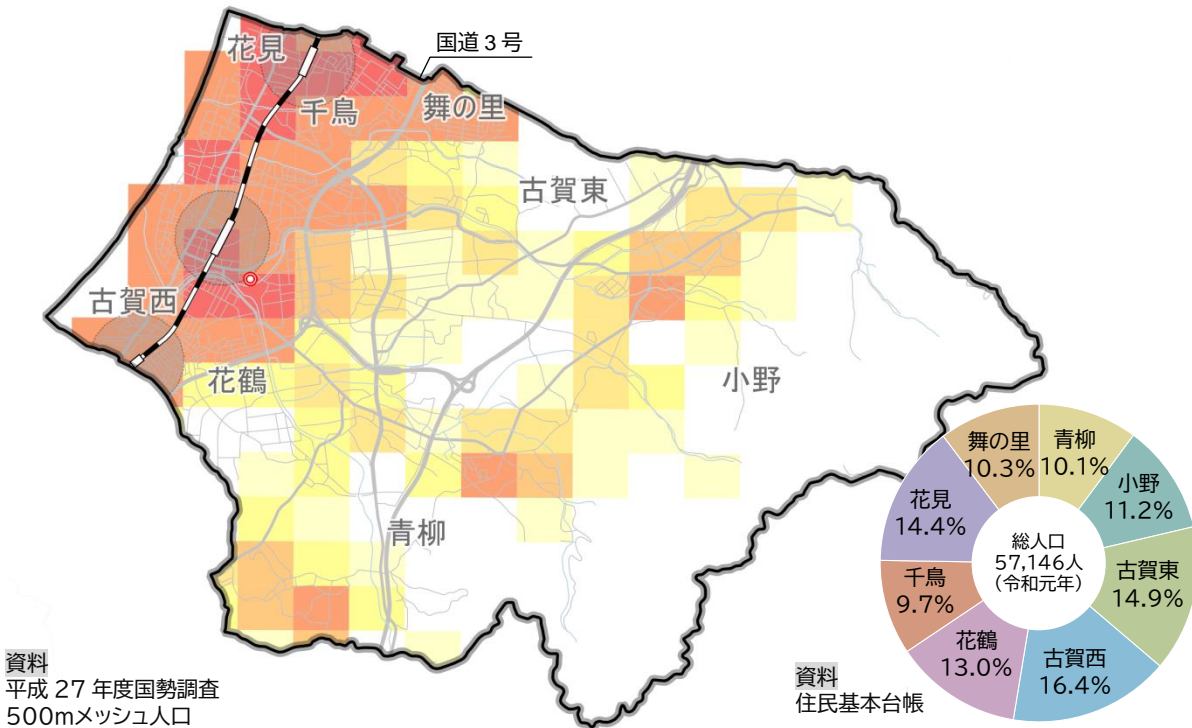 国道3号
花見
千鳥
舞の里
古賀東
古賀西
花鶴
小野
青柳
資料
平成 27 年度国勢調査
500mメッシュ人口
舞の里
10.3%
青柳
10.1%
小野
11.2%
古賀東
14.9%
古賀西
16.4%
花鶴
13.0%
千鳥
9.7%
花見
14.4%
総人口
57,146人
(令和元年)
資料
住民基本台帳